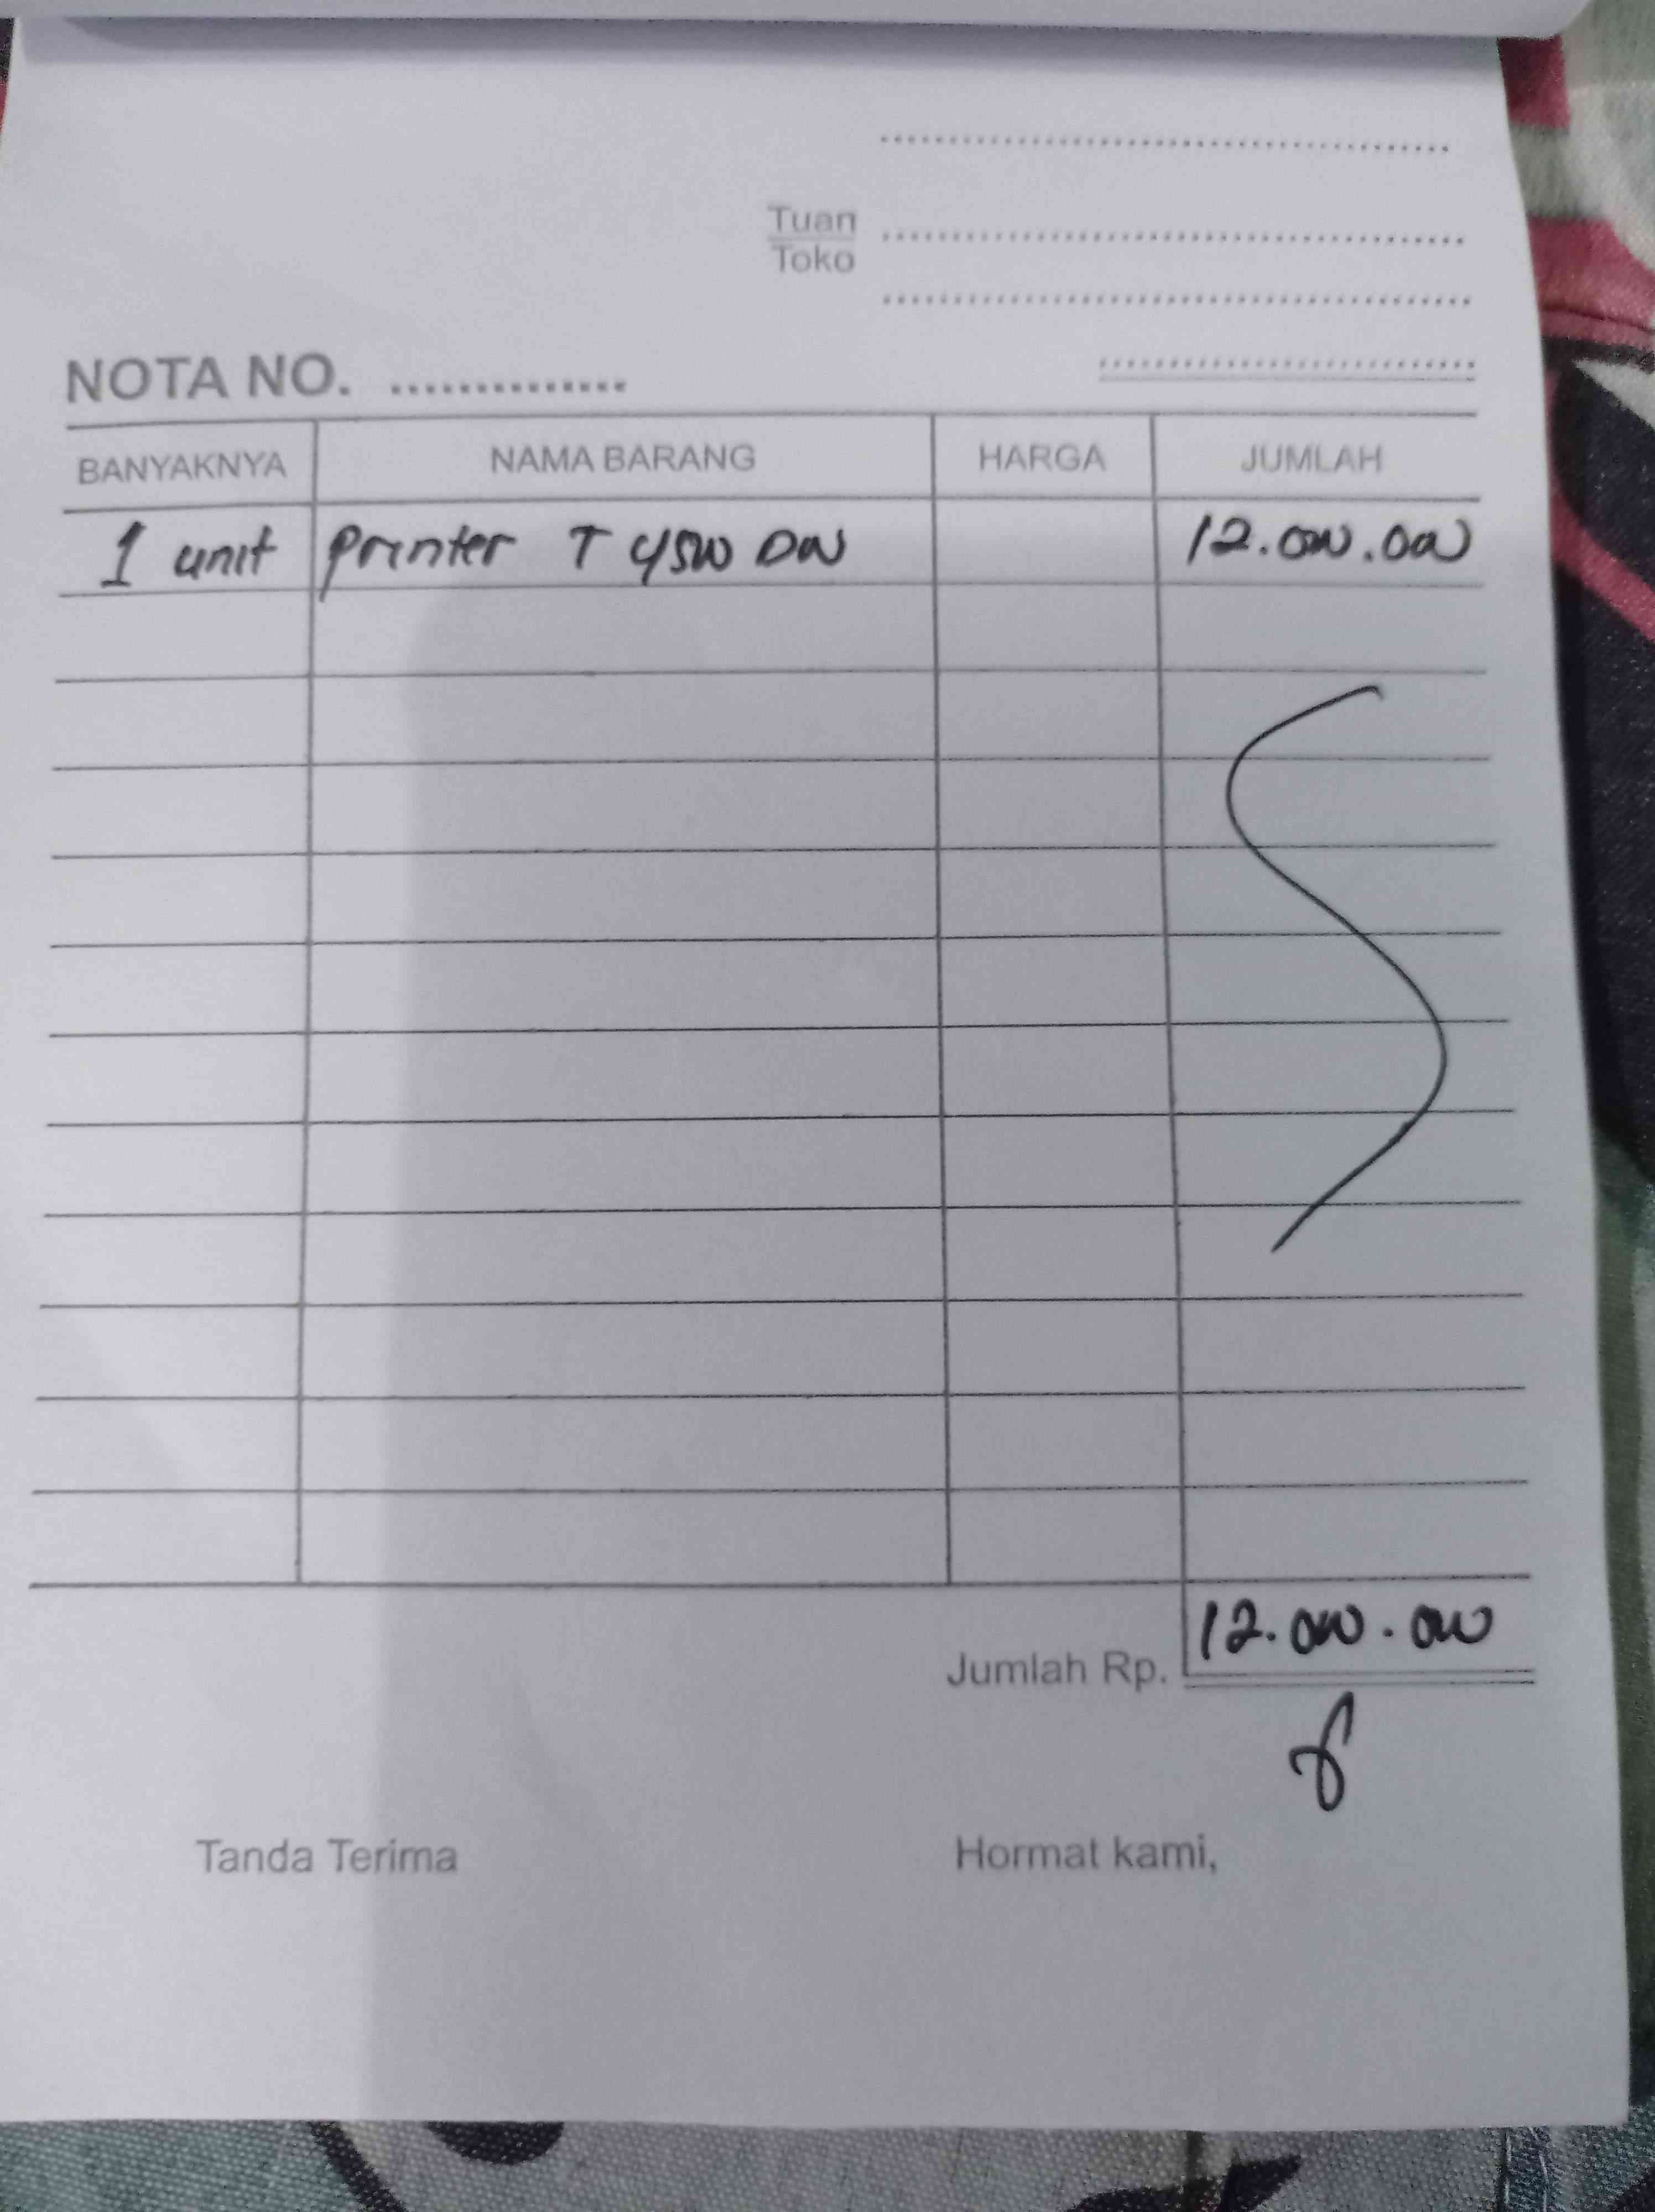 Tuan
Toko
NOTA NO.
BANYAKNYA NAMA BARANG HARGA JUMLAH
1 unit printer T 4500 DW 12.000.000
Jumlah Rp. 12.000.000
Tanda Terima Hormat kami,